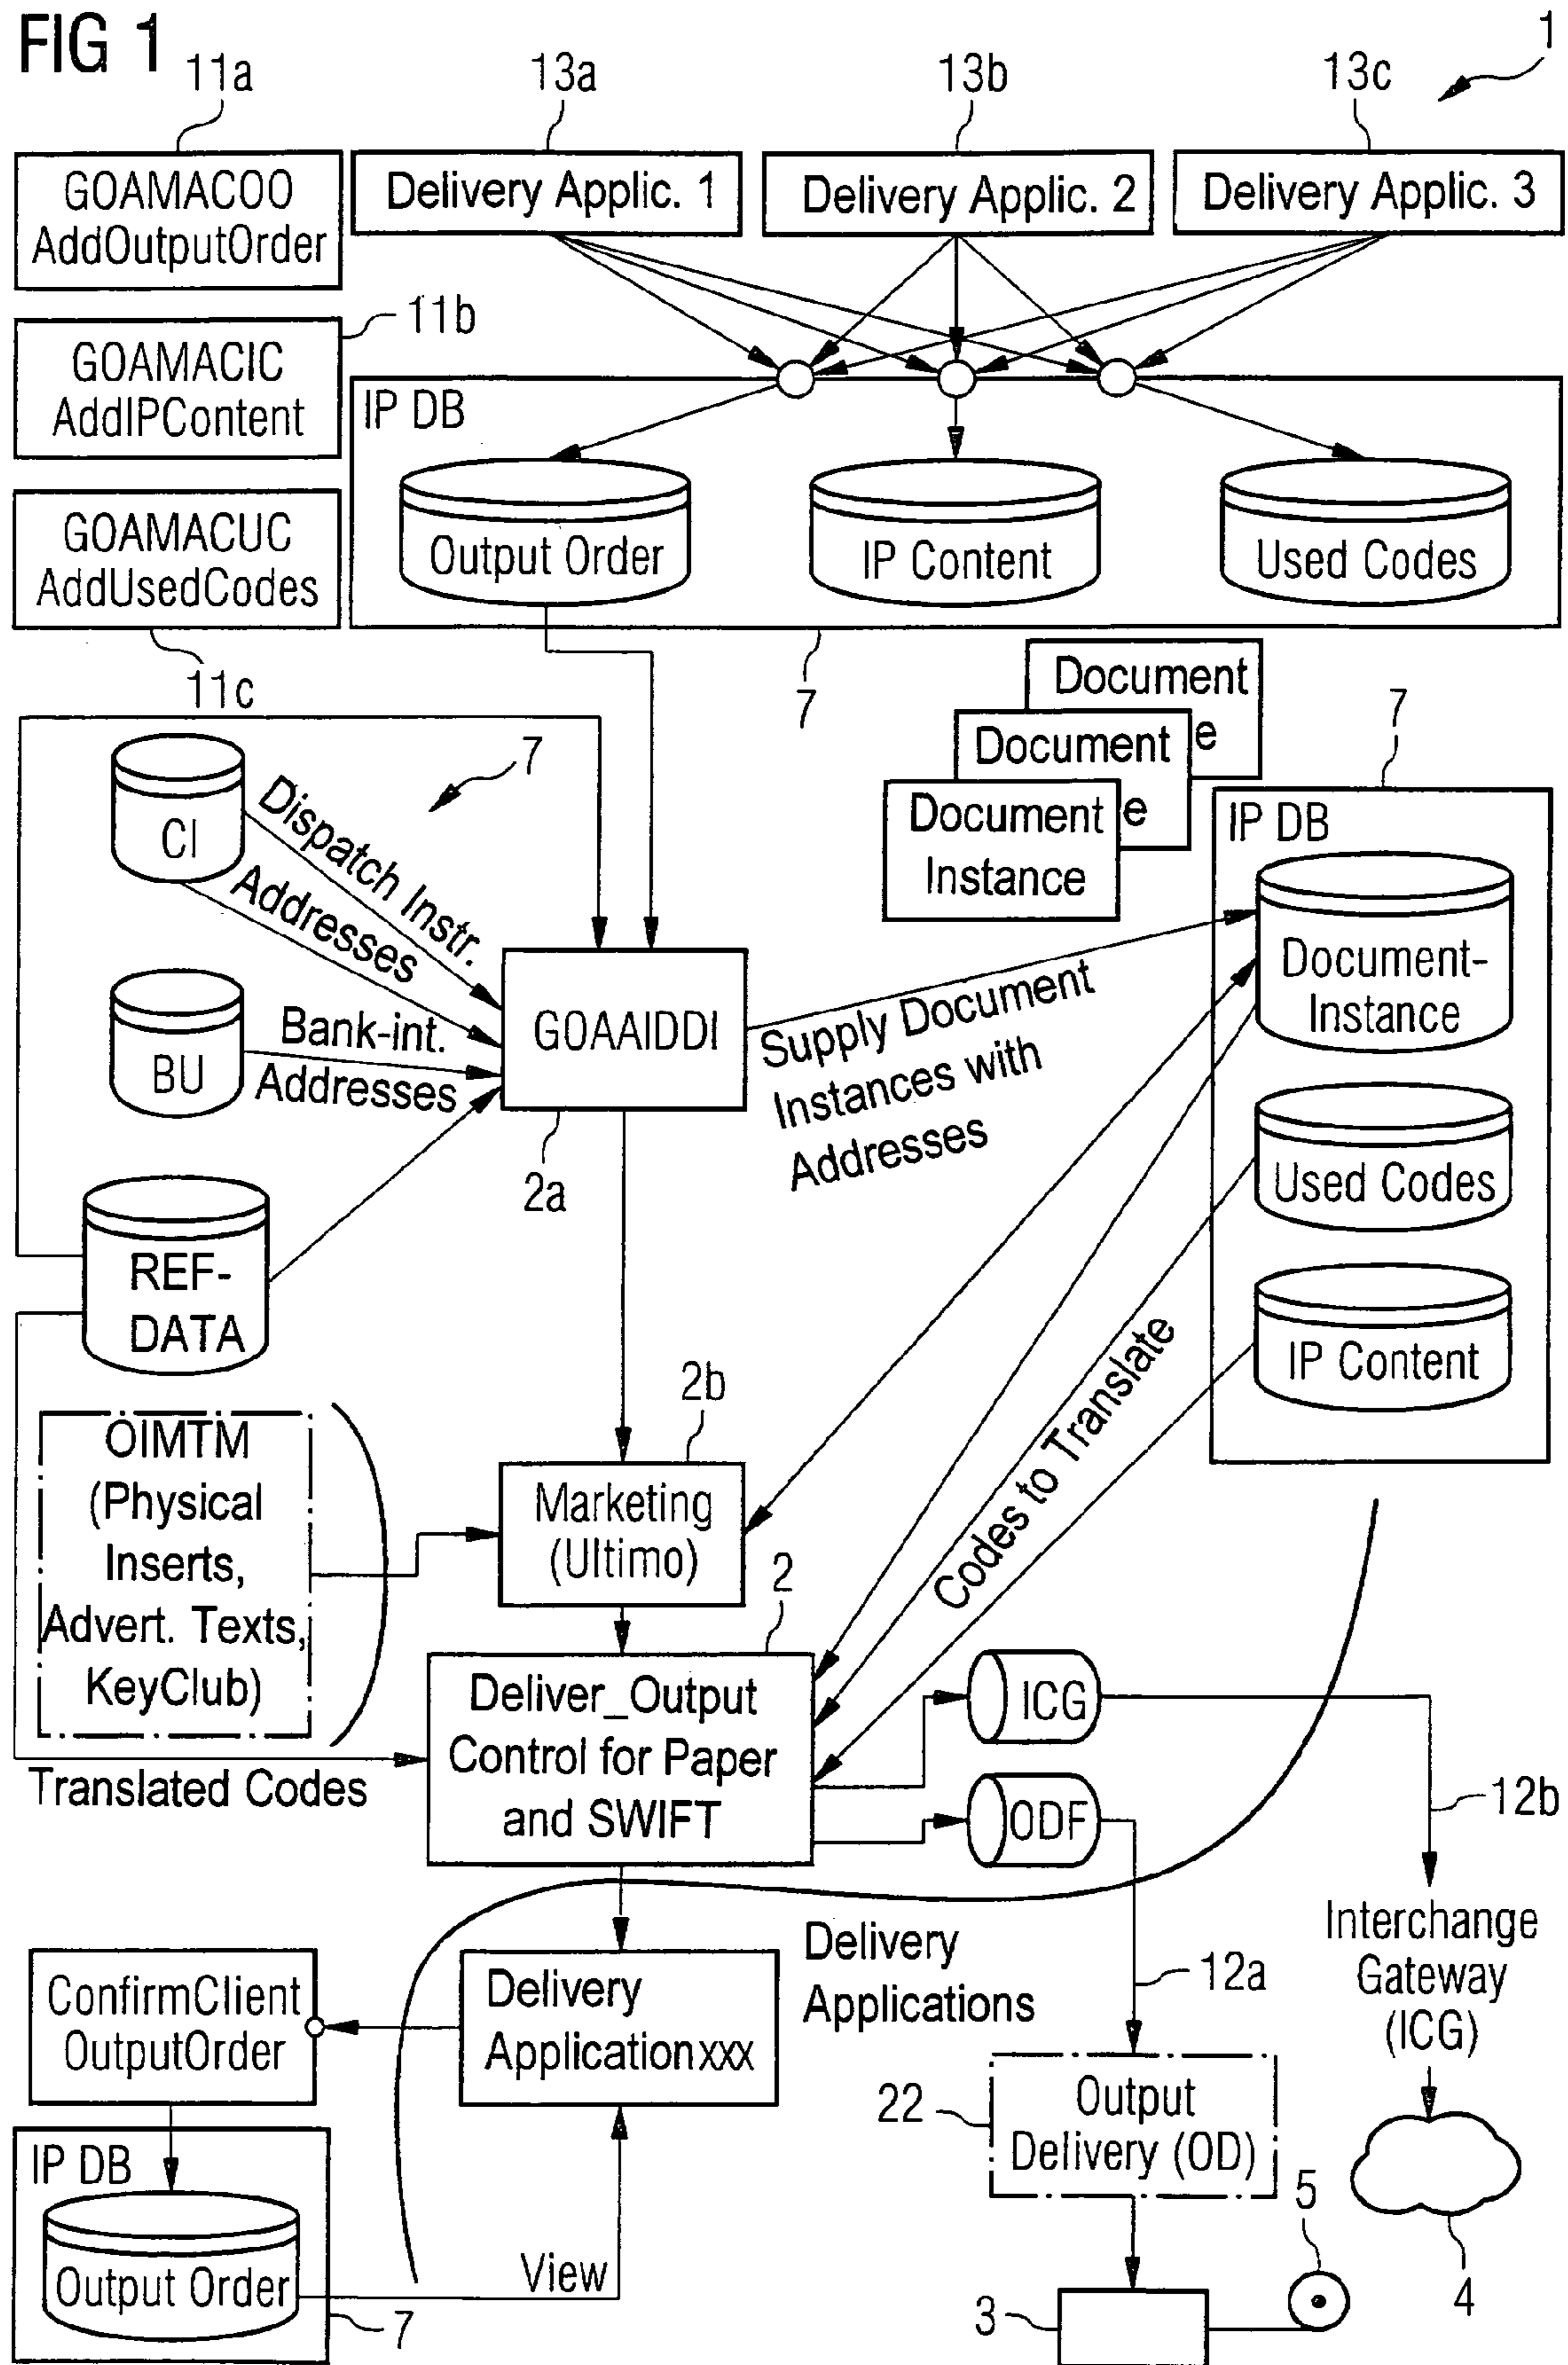 FIG 1
11a
13a
13b
13c
1
GOAMACOO
AddOutputOrder
Delivery Applic. 1
Delivery Applic. 2
Delivery Applic. 3
11b
GOAMACIC
AddIPContent
IP DB
GOAMACUC
AddUsedCodes
Output Order
IP Content
Used Codes
11c
7
Document
e
Document
e
Document
Instance
7
7
CI
Dispatch Instr.
Addresses
BU
Bank-int.
Addresses
GOAAIDDI
2a
Supply Document
Instances with
Addresses
IP DB
Document-
Instance
Used Codes
IP Content
REF-
DATA
2b
OIMTM
(Physical
Inserts,
Advert. Texts,
KeyClub)
Marketing
(Ultimo)
Codes to Translate
2
Deliver_Output
Control for Paper
and SWIFT
Translated Codes
ICG
ODF
12b
Interchange
Gateway
(ICG)
Delivery
Applications
12a
ConfirmClient
OutputOrder
Delivery
Applicationxxx
22
Output
Delivery (OD)
IP DB
Output Order
View
7
3
5
4